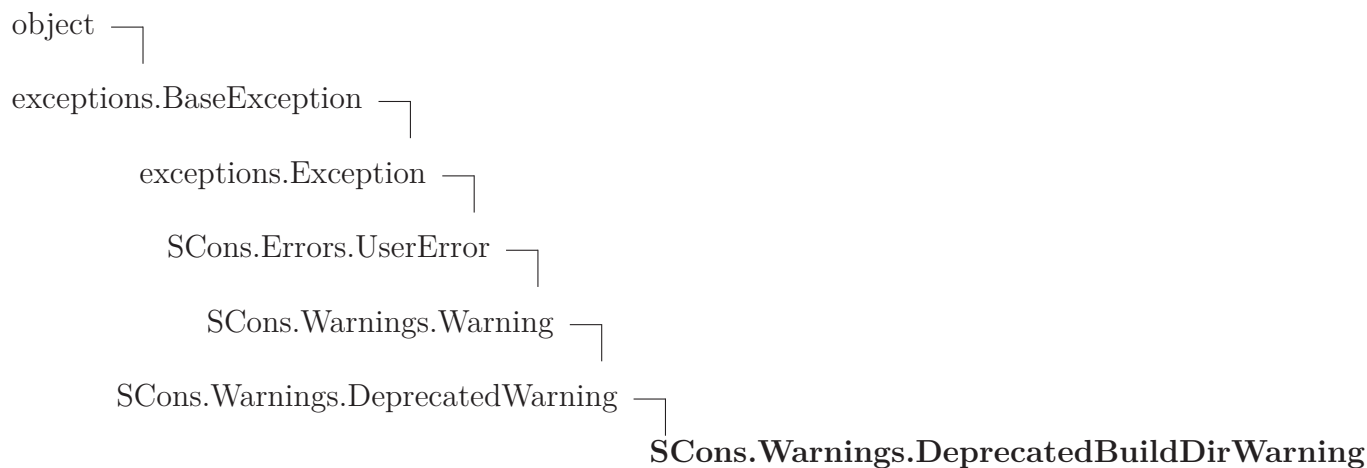 object
exceptions.BaseException
exceptions.Exception
SCons.Errors.UserError
SCons.Warnings.Warning
SCons.Warnings.DeprecatedWarning
SCons.Warnings.DeprecatedBuildDirWarning